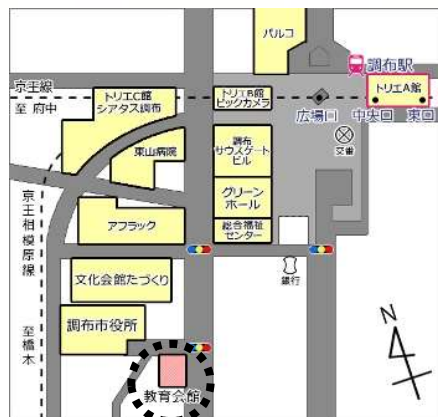 パルコ
調布駅
トリエA館
京王線
至 府中
トリエC館
シアタス調布
トリエB館
ビックカメラ
広場口
中央口
東口
東山病院
調布
サウスゲート
ビル
交番
グリーン
ホール
アフラック
総合福祉
センター
京王相模原線
至橋本
文化会館たづくり
銀行
調布市役所
教育会館
N